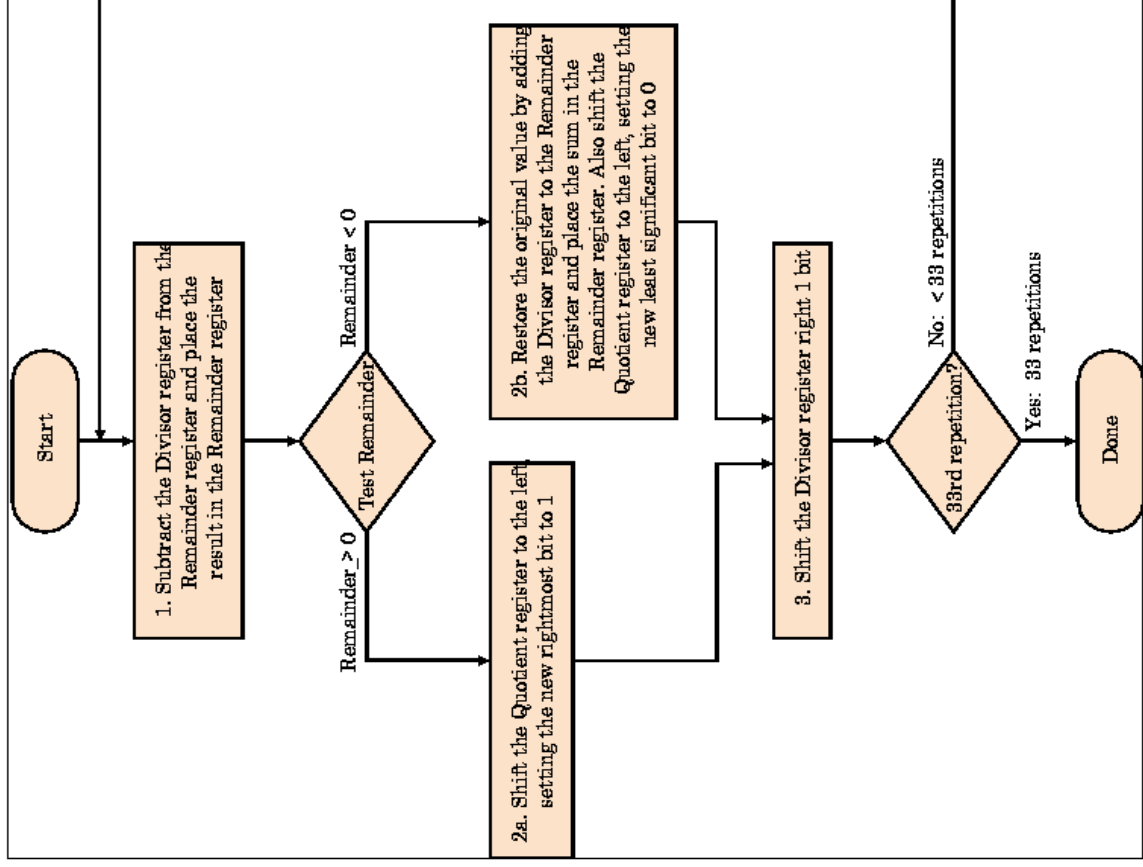 Start
1. Subtract the Divisor register from the
Remainder register and place the
result in the Remainder register
Test Remainder
Remainder ≥ 0
Remainder < 0
2a. Shift the Quotient register to the left,
setting the new rightmost bit to 1
2b. Restore the original value by adding
the Divisor register to the Remainder
register and place the sum in the
Remainder register. Also shift the
Quotient register to the left, setting the
new least significant bit to 0
3. Shift the Divisor register right 1 bit
33rd repetition?
No: < 33 repetitions
Yes: 33 repetitions
Done